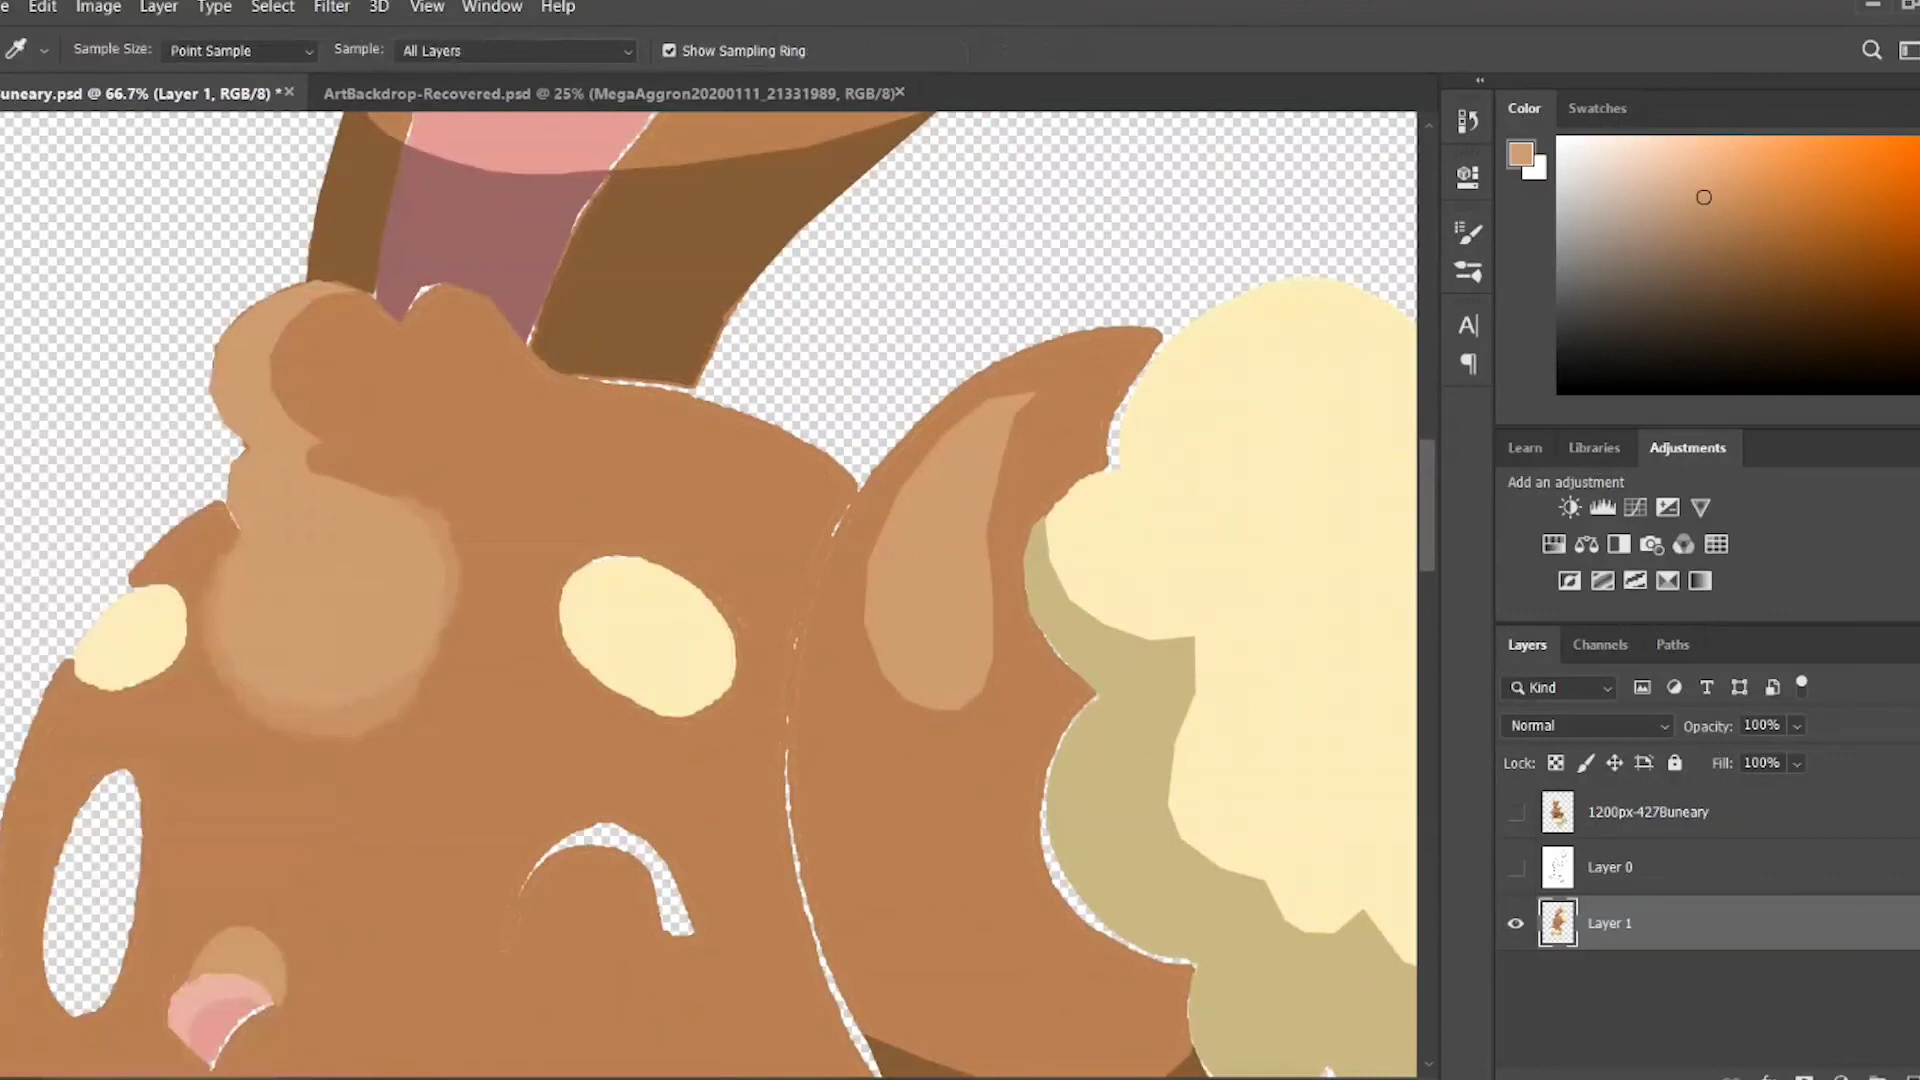 Edit Image Layer Type Select Filter 3D View Window Help
Sample Size: Point Sample Sample: All Layers Show Sampling Ring
uneary.psd @ 66.7% (Layer 1, RGB/8) * ArtBackdrop-Recovered.psd @ 25% (MegaAggron20200111_21331989, RGB/8)
Color Swatches
Learn Libraries Adjustments
Add an adjustment
Layers Channels Paths
Kind
Normal Opacity: 100%
Lock: Fill: 100%
1200px-427Buneary
Layer 0
Layer 1